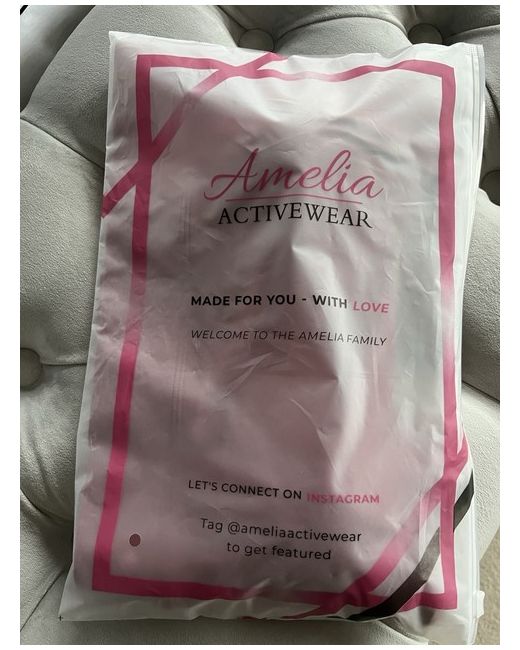 Amelia
ACTIVEWEAR
MADE FOR YOU - WITH LOVE
WELCOME TO THE AMELIA FAMILY
LET'S CONNECT ON INSTAGRAM
Tag @ameliaactivewear
to get featured